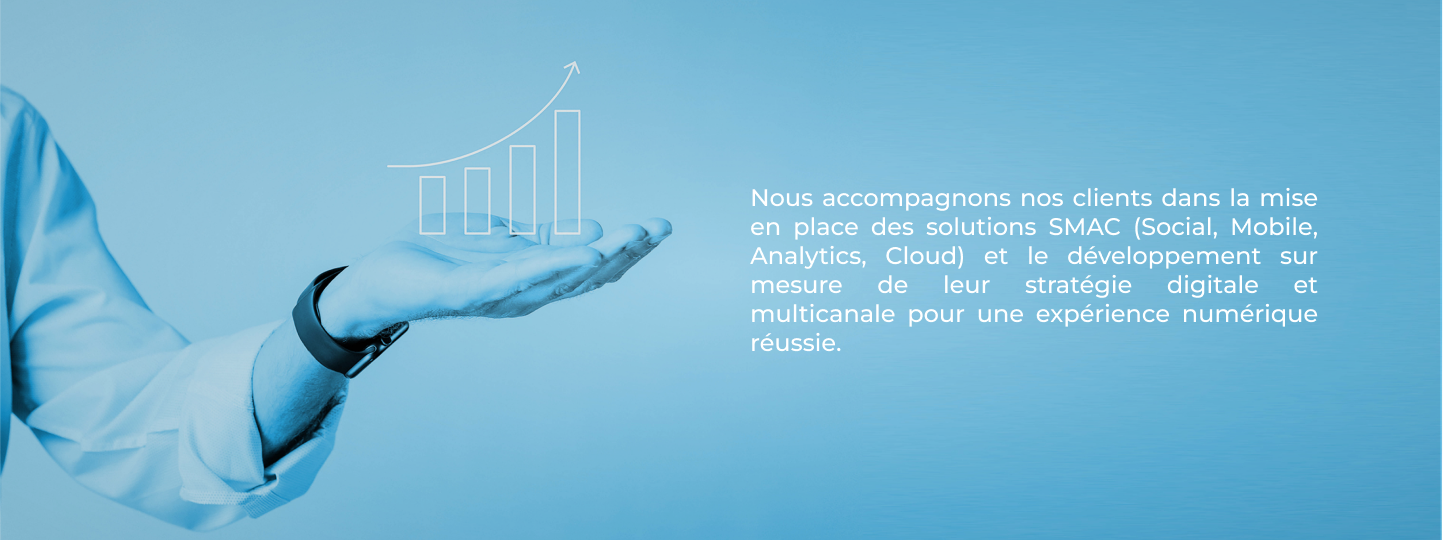 Nous accompagnons nos clients dans la mise
en place des solutions SMAC (Social, Mobile,
Analytics, Cloud) et le développement sur
mesure de leur stratégie digitale et
multicanale pour une expérience numérique
réussie.